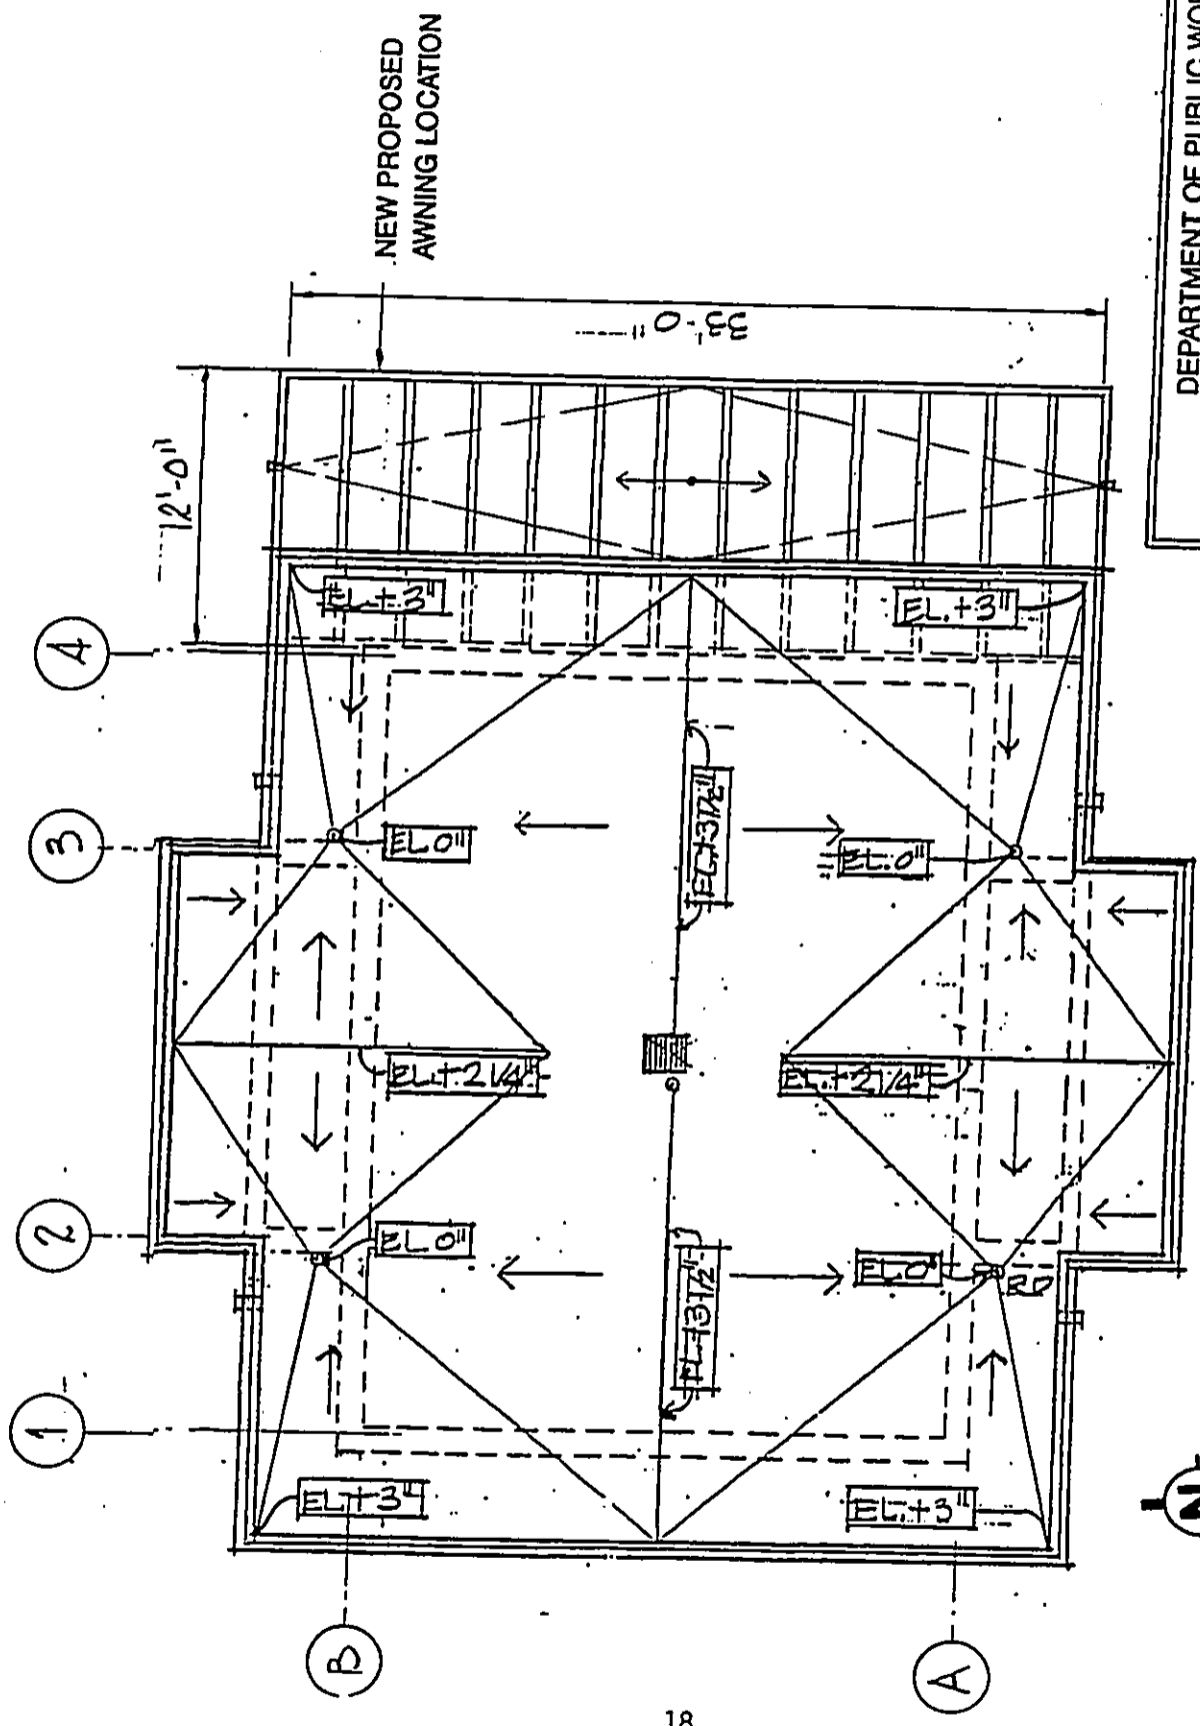 NEW PROPOSED
AWNING LOCATION
12'-0"
33'-0"
4
3
2
1
B
A
EL.+3"
EL.+3"
EL 0"
EL.0"
EL.+3 1/2"
EL.+2 1/4"
EL.+2 1/4"
EL 0"
EL 0"
RD
EL+3 1/2"
EL+3"
EL.+3"
N
18
DEPARTMENT OF PUBLIC